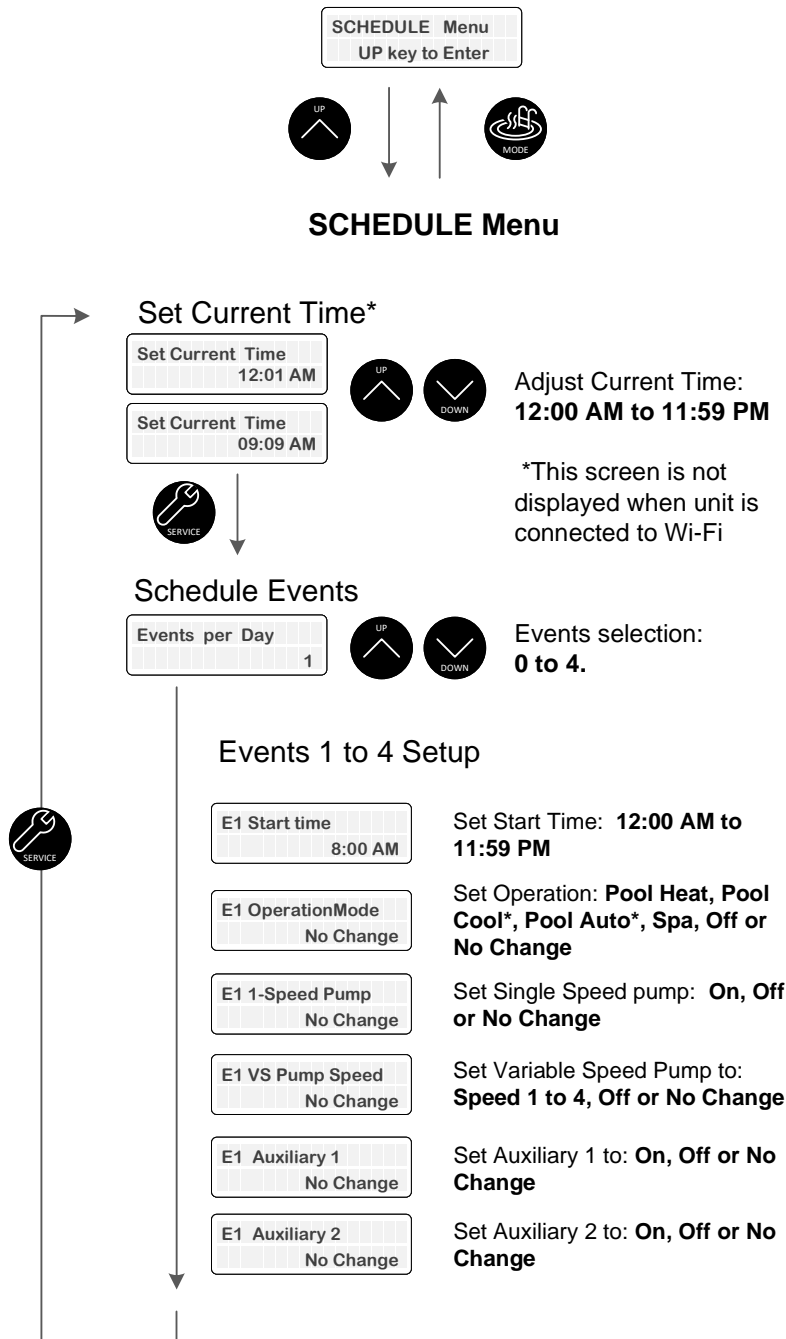 SCHEDULE Menu
UP key to Enter
UP
MODE
SCHEDULE Menu
Set Current Time*
Set Current Time
12:01 AM
Set Current Time
09:09 AM
UP
DOWN
Adjust Current Time:
12:00 AM to 11:59 PM
*This screen is not
displayed when unit is
connected to Wi-Fi
SERVICE
Schedule Events
Events per Day
1
UP
DOWN
Events selection:
0 to 4.
Events 1 to 4 Setup
E1 Start time
8:00 AM
Set Start Time: 12:00 AM to
11:59 PM
SERVICE
E1 OperationMode
No Change
Set Operation: Pool Heat, Pool
Cool*, Pool Auto*, Spa, Off or
No Change
E1 1-Speed Pump
No Change
Set Single Speed pump: On, Off
or No Change
E1 VS Pump Speed
No Change
Set Variable Speed Pump to:
Speed 1 to 4, Off or No Change
E1 Auxiliary 1
No Change
Set Auxiliary 1 to: On, Off or No
Change
E1 Auxiliary 2
No Change
Set Auxiliary 2 to: On, Off or No
Change